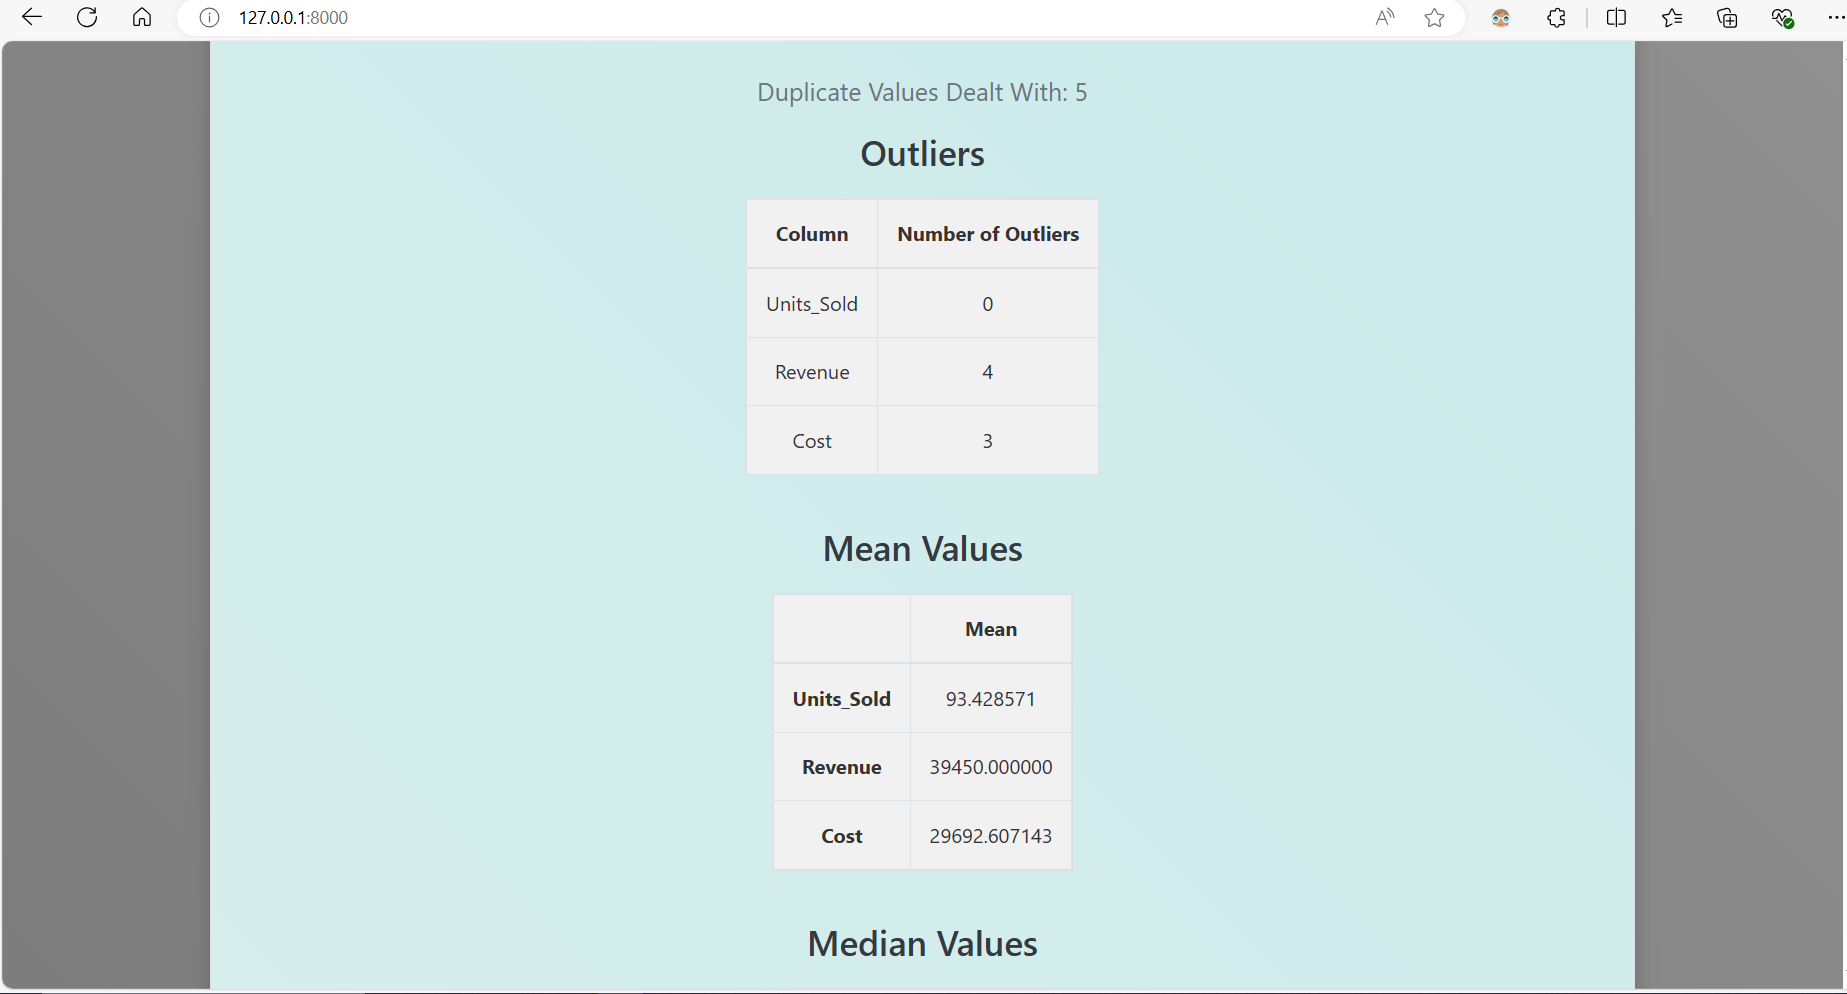 127.0.0.1:8000
Duplicate Values Dealt With: 5
Outliers
Column Number of Outliers
Units_Sold 0
Revenue 4
Cost 3
Mean Values
Mean
Units_Sold 93.428571
Revenue 39450.000000
Cost 29692.607143
Median Values